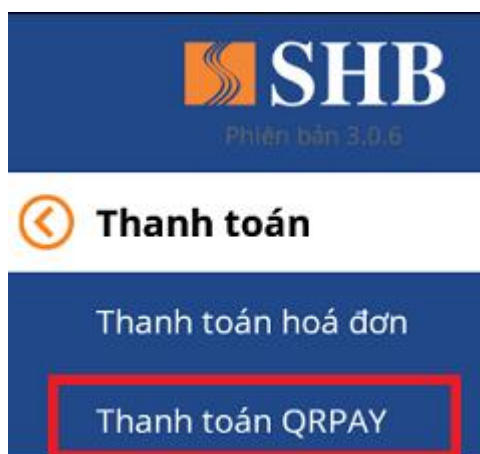 SHB
Phiên bản 3.0.6
Thanh toán
Thanh toán hoá đơn
Thanh toán QRPAY